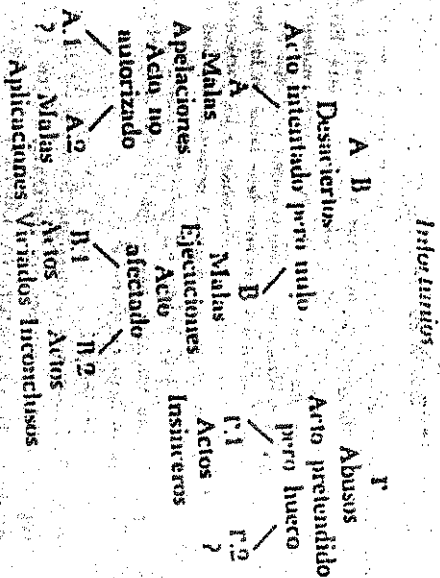 Infortunios
A B Γ
Desaciertos Abusos
Acto intentado pero nulo Acto pretendido
pero hueco
A B Γ.1 Γ.2
Malas Malas Actos ?
Apelaciones Ejecuciones Insinceros
Acto no Acto
autorizado afectado
A.1 A.2 B.1 B.2
? Malas Actos Actos
Aplicaciones Viciados Inconclusos